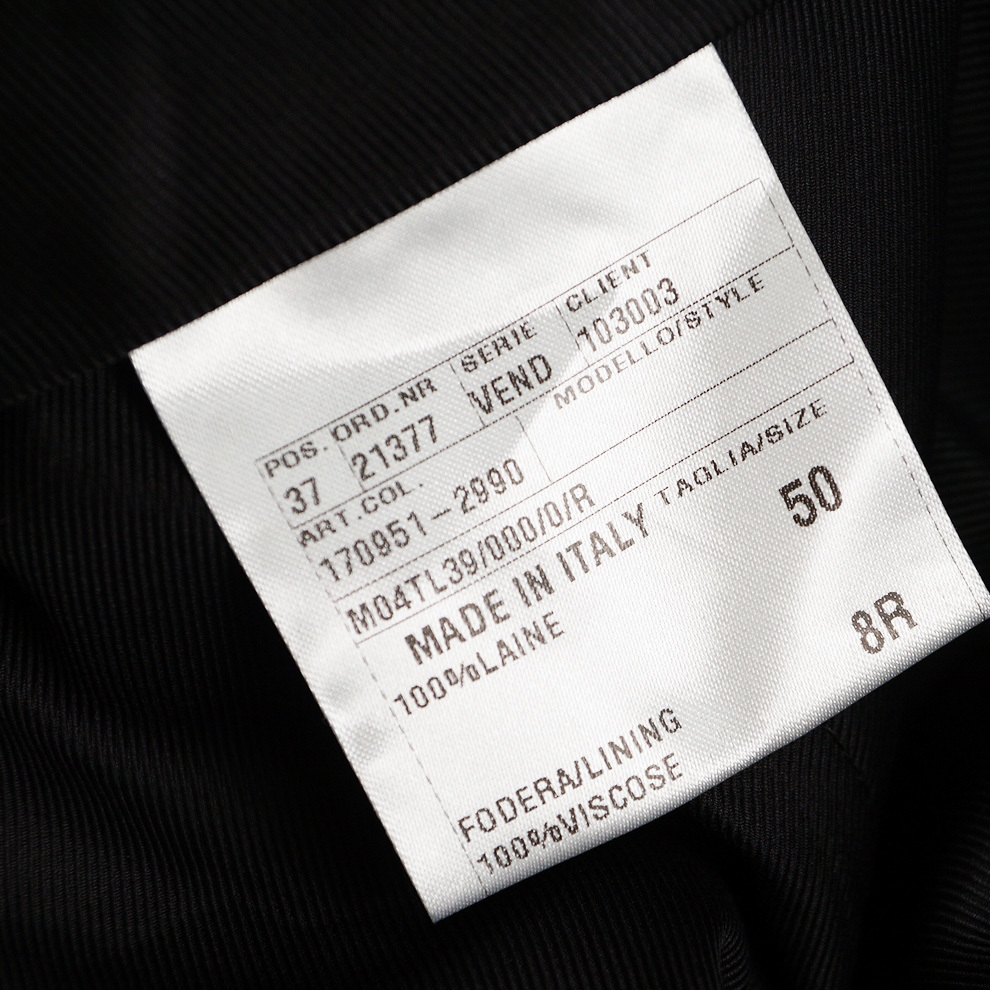 POS. ORD.NR SERIE CLIENT
37 21377 VEND 103003
ART.COL. MODELLO/STYLE
170951-2990
M04TL39/000/0/R TAGLIA/SIZE
MADE IN ITALY 50
100%LAINE
8R
FODERA/LINING
100%VISCOSE